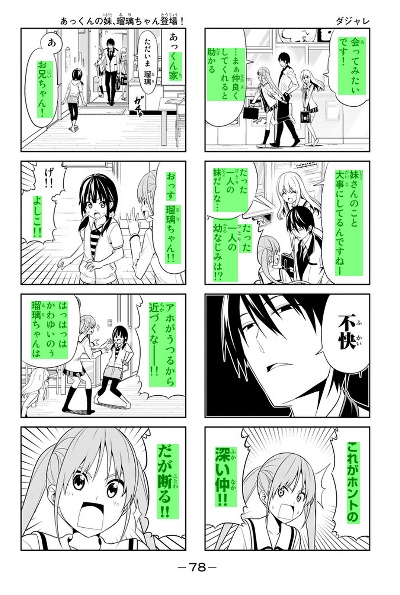 ダジャレ
会ってみたい
です!
…まぁ仲良く
してくれると
助かる
妹さんのこと
大事にしてるんですねー
たった
一人の
妹だしな…
たった
一人の
幼なじみは!?
不快
これがホントの
深い仲!!
あっくんの妹、瑠璃ちゃん登場!
あっくん家
ただいま 瑠璃
ガチャ
あ
お兄ちゃん!
おっす
瑠璃ちゃん!!
げ!!
よしこ!!
アホがうつるから
近づくなーー!!
はっはっは
かわゆいのぅ
瑠璃ちゃんは
だが断る!!
－78－